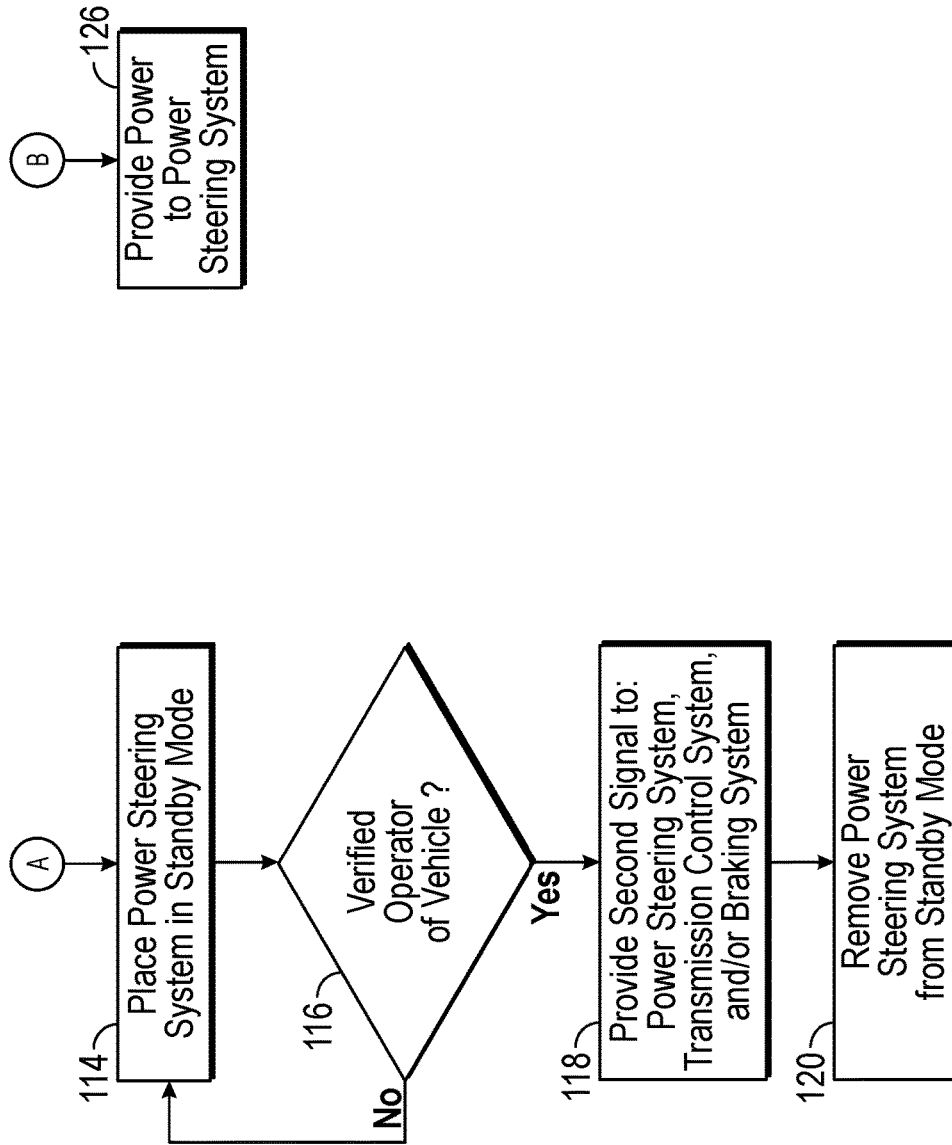 A
114
Place Power Steering
System in Standby Mode
116
Verified
Operator
of Vehicle ?
No
Yes
118
Provide Second Signal to:
Power Steering System,
Transmission Control System,
and/or Braking System
120
Remove Power
Steering System
from Standby Mode
B
126
Provide Power
to Power
Steering System